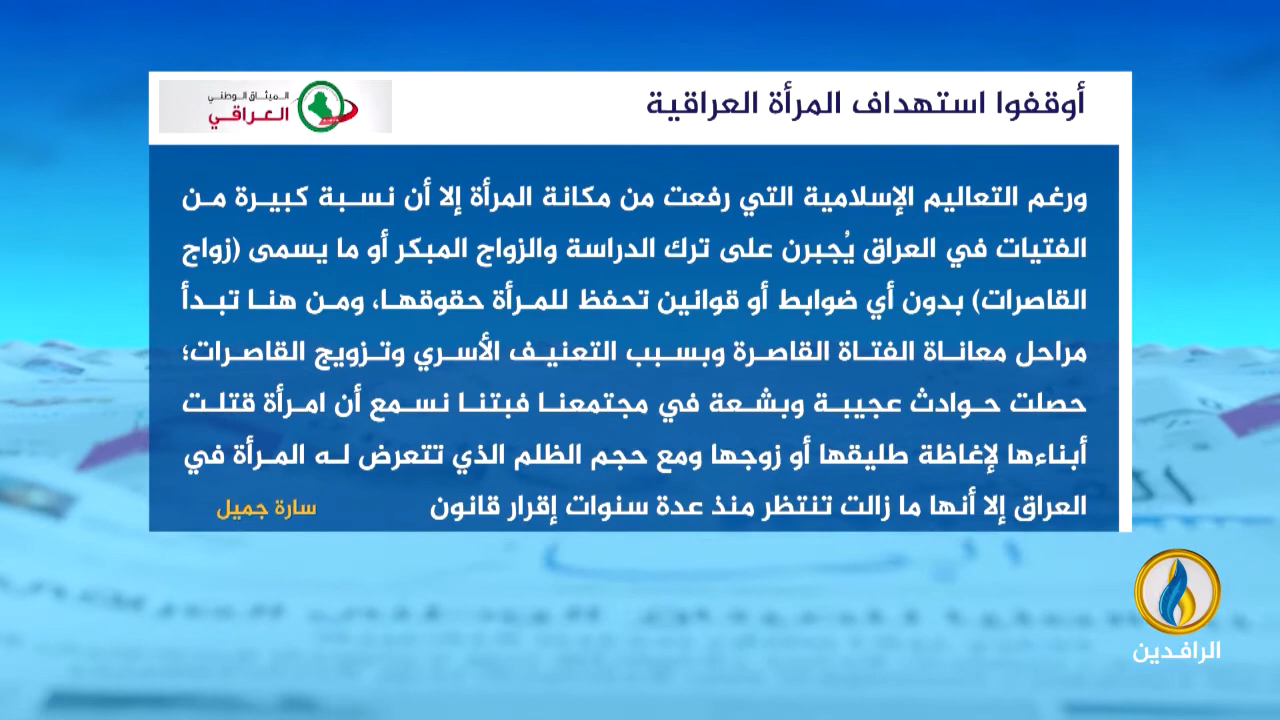 أوقفوا استهداف المرأة العراقية
الميثاق الوطني
العراقي
ورغم التعاليم الإسلامية التي رفعت من مكانة المرأة إلا أن نسبة كبيرة من
الفتيات في العراق يُجبرن على ترك الدراسة والزواج المبكر أو ما يسمى (زواج
القاصرات) بدون أي ضوابط أو قوانين تحفظ للمرأة حقوقها، ومن هنا تبدأ
مراحل معاناة الفتاة القاصرة وبسبب التعنيف الأسري وتزويج القاصرات؛
حصلت حوادث عجيبة وبشعة في مجتمعنا فبتنا نسمع أن امرأة قتلت
أبناءها لإغاظة طليقها أو زوجها ومع حجم الظلم الذي تتعرض له المرأة في
العراق إلا أنها ما زالت تنتظر منذ عدة سنوات إقرار قانون
سارة جميل
الرافدين